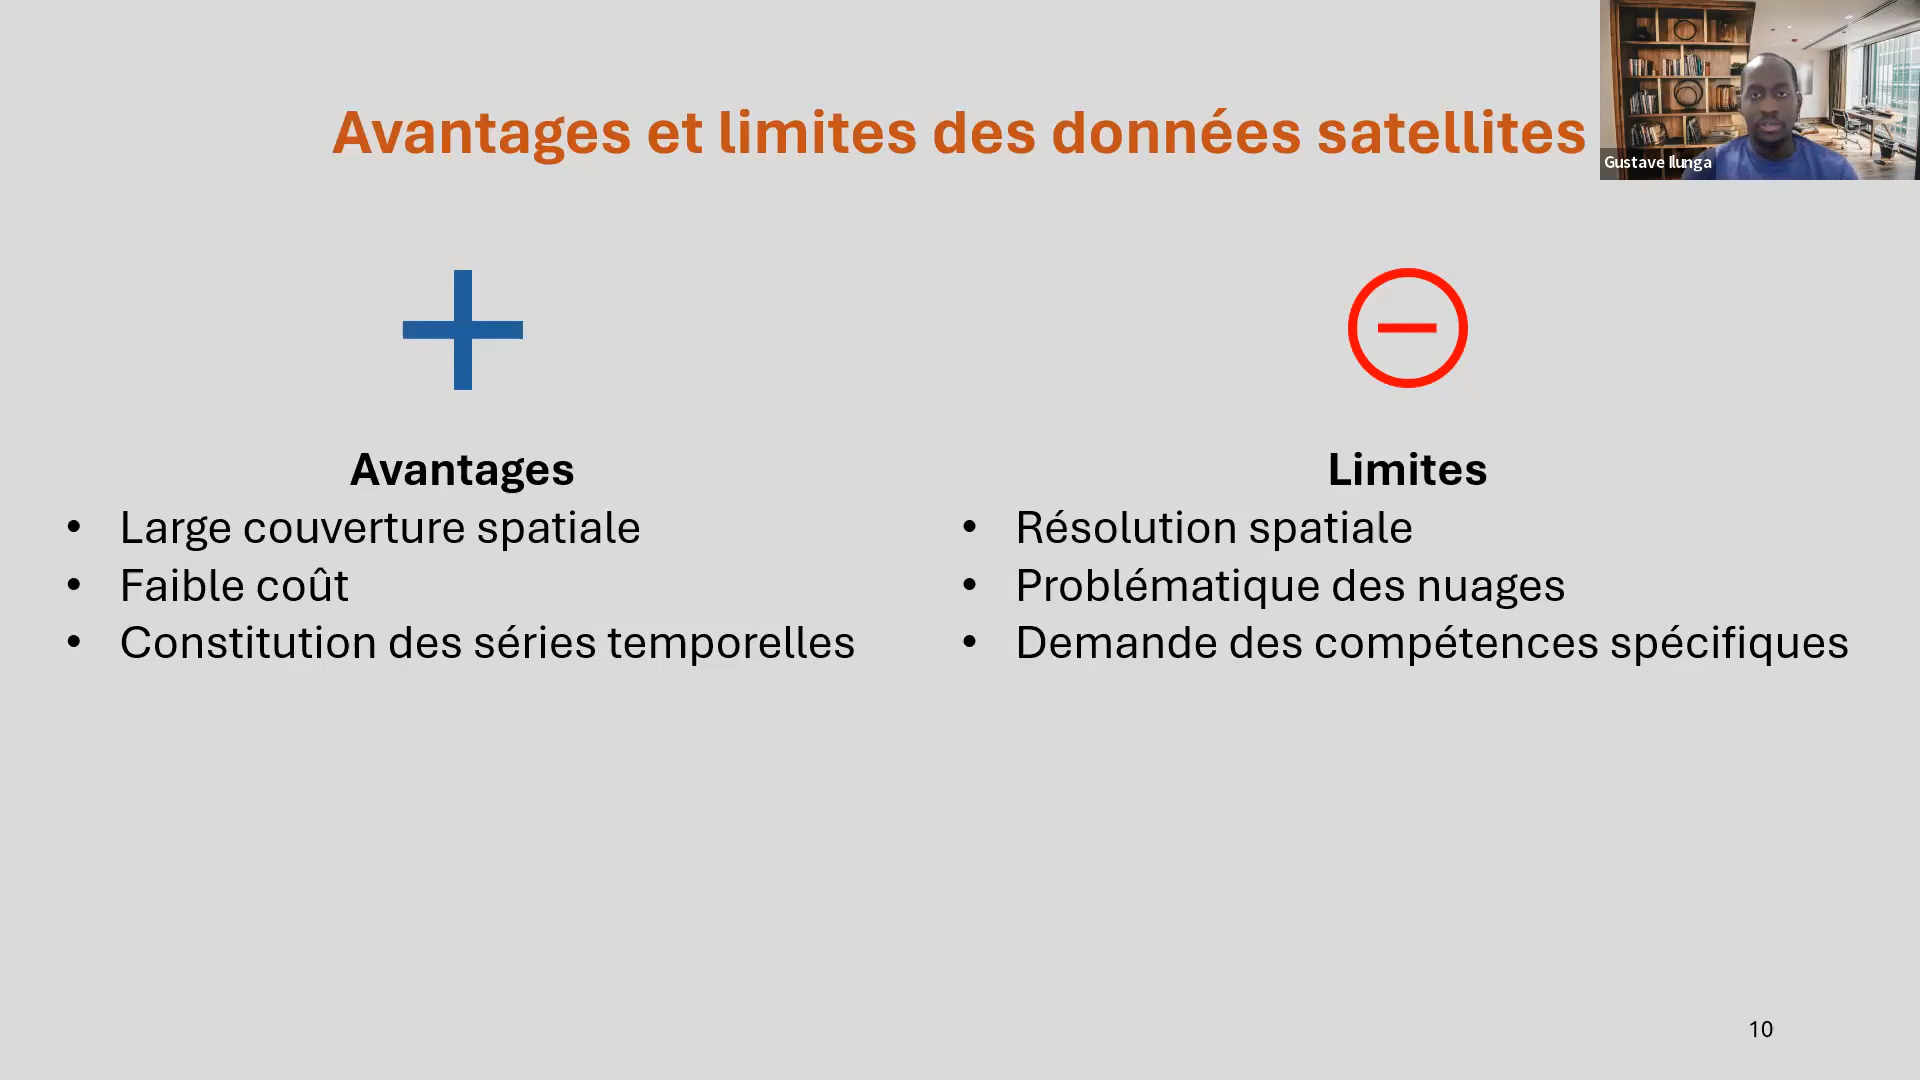 Avantages et limites des données satellites
Gustave Ilunga
Avantages
• Large couverture spatiale
• Faible coût
• Constitution des séries temporelles
Limites
• Résolution spatiale
• Problématique des nuages
• Demande des compétences spécifiques
10